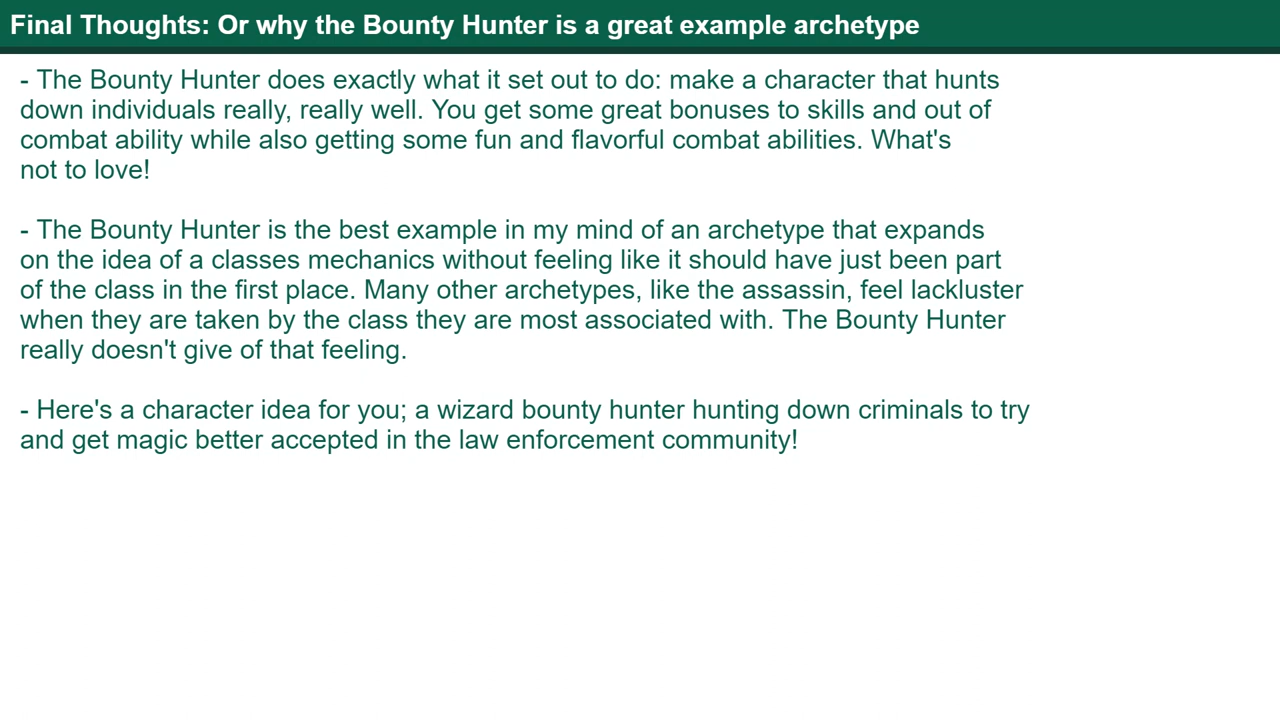 Final Thoughts: Or why the Bounty Hunter is a great example archetype
- The Bounty Hunter does exactly what it set out to do: make a character that hunts
down individuals really, really well. You get some great bonuses to skills and out of
combat ability while also getting some fun and flavorful combat abilities. What's
not to love!
- The Bounty Hunter is the best example in my mind of an archetype that expands
on the idea of a classes mechanics without feeling like it should have just been part
of the class in the first place. Many other archetypes, like the assassin, feel lackluster
when they are taken by the class they are most associated with. The Bounty Hunter
really doesn't give of that feeling.
- Here's a character idea for you; a wizard bounty hunter hunting down criminals to try
and get magic better accepted in the law enforcement community!